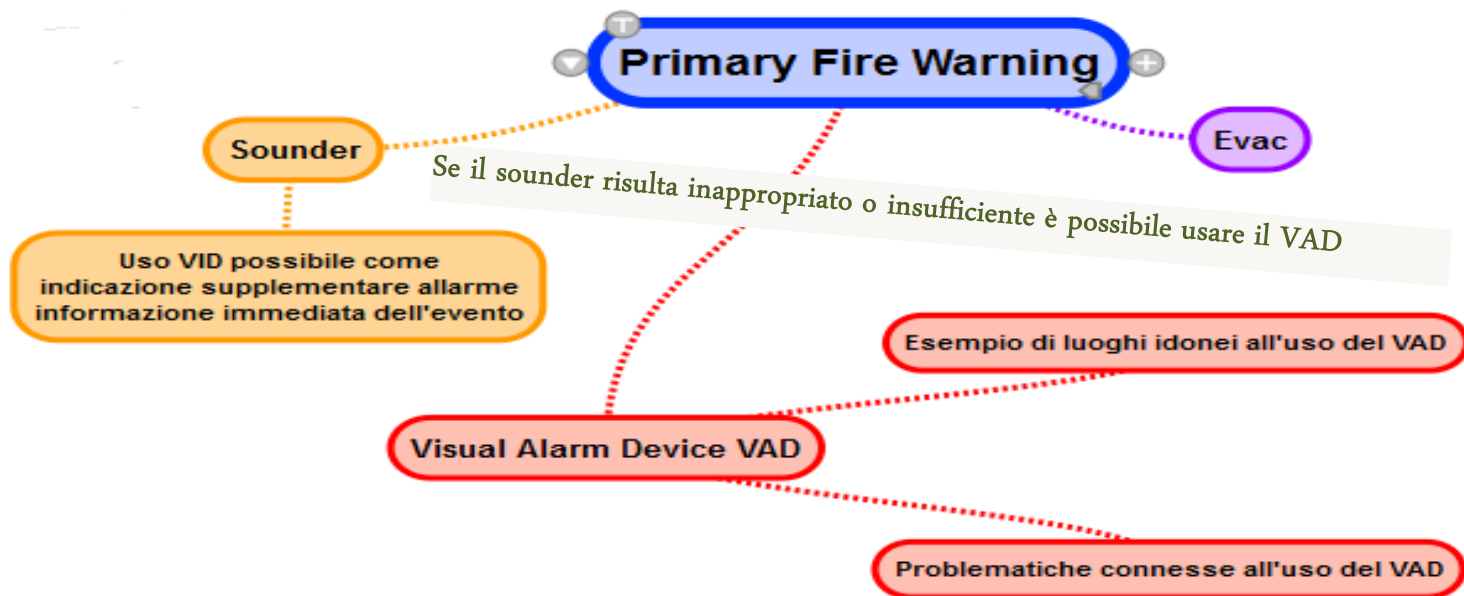 Primary Fire Warning
Sounder
Evac
Se il sounder risulta inappropriato o insufficiente è possibile usare il VAD
Uso VID possibile come
indicazione supplementare allarme
informazione immediata dell'evento
Esempio di luoghi idonei all'uso del VAD
Visual Alarm Device VAD
Problematiche connesse all'uso del VAD